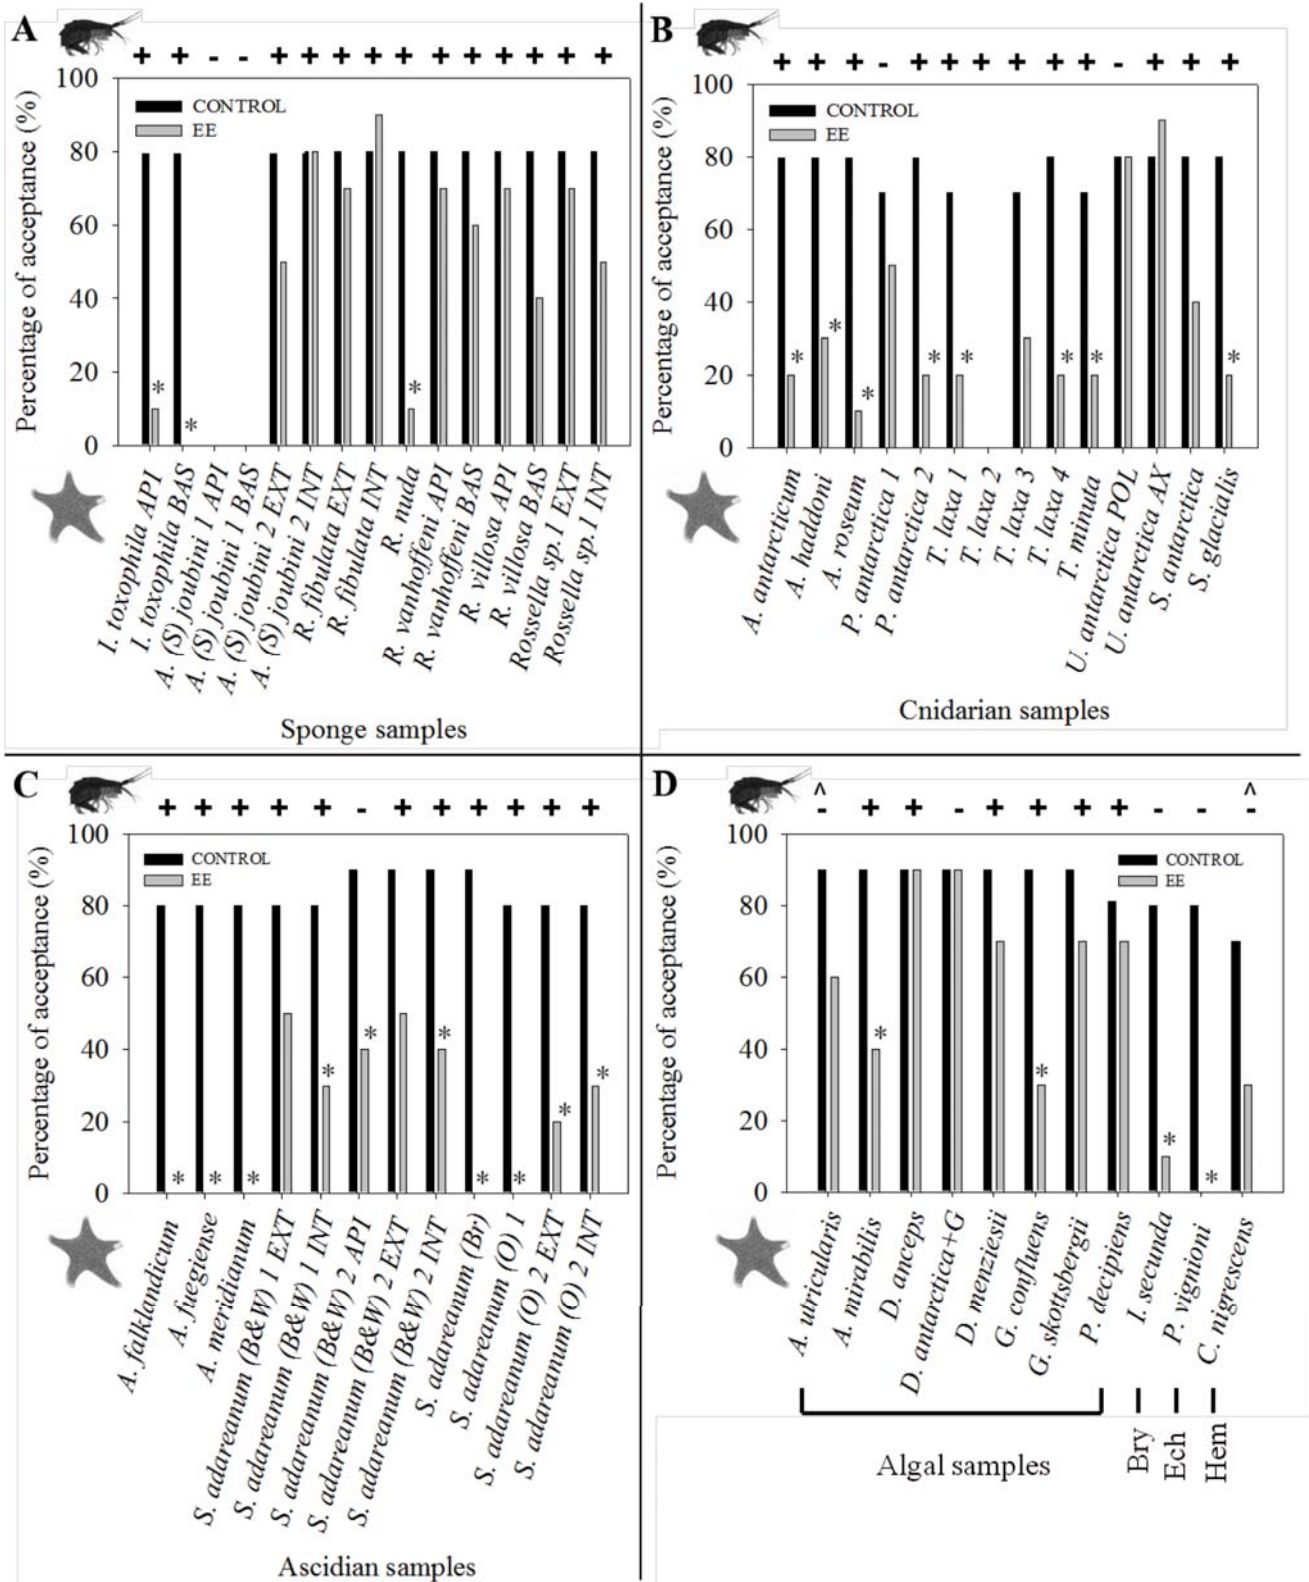 A
+ + - - + + + + + + + + + + +
Percentage of acceptance (%)
100
80
60
40
20
0
CONTROL
EE
*
*
*
I. toxophila API
I. toxophila BAS
A. (S) joubini 1 API
A. (S) joubini 1 BAS
A. (S) joubini 2 EXT
A. (S) joubini 2 INT
R. fibulata EXT
R. fibulata INT
R. nuda
R. vanhoffeni API
R. vanhoffeni BAS
R. villosa API
R. villosa BAS
Rossella sp.1 EXT
Rossella sp.1 INT
Sponge samples
B
+ + + - + + + + + + - + + +
Percentage of acceptance (%)
100
80
60
40
20
0
CONTROL
EE
*
*
*
*
*
*
*
*
A. antarcticum
A. haddoni
A. roseum
P. antarctica 1
P. antarctica 2
T. laxa 1
T. laxa 2
T. laxa 3
T. laxa 4
T. minuta
U. antarctica POL
U. antarctica AX
S. antarctica
S. glacialis
Cnidarian samples
C
+ + + + + - + + + + + +
Percentage of acceptance (%)
100
80
60
40
20
0
CONTROL
EE
*
*
*
*
*
*
*
*
*
*
A. falklandicum
A. fuegiense
A. meridianum
S. adareanum (B&W) 1 EXT
S. adareanum (B&W) 1 INT
S. adareanum (B&W) 2 API
S. adareanum (B&W) 2 EXT
S. adareanum (B&W) 2 INT
S. adareanum (Br)
S. adareanum (O) 1
S. adareanum (O) 2 EXT
S. adareanum (O) 2 INT
Ascidian samples
D
^ ^
- + + - + + + + - - -
Percentage of acceptance (%)
100
80
60
40
20
0
CONTROL
EE
*
*
*
*
A. utricularis
A. mirabilis
D. anceps
D. antarctica+G
D. menziesii
G. confluens
G. skottsbergii
P. decipiens
I. secunda
P. vignioni
C. nigrescens
Algal samples
Bry
Ech
Hem